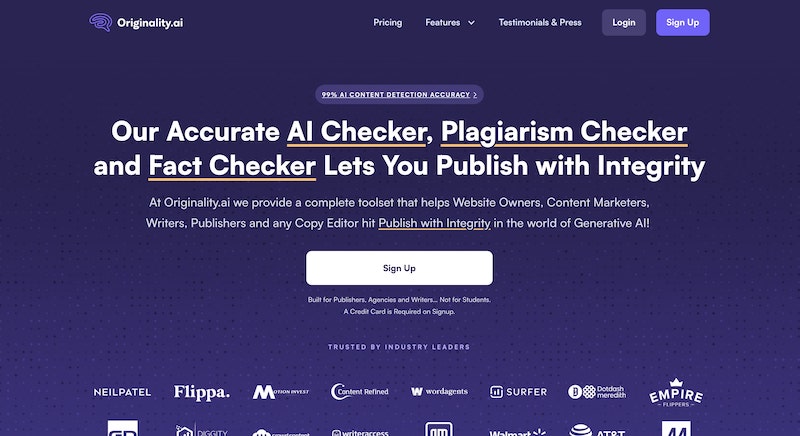 Originality.ai
Pricing
Features
Testimonials & Press
Login
Sign Up
99% AI CONTENT DETECTION ACCURACY
Our Accurate AI Checker, Plagiarism Checker
and Fact Checker Lets You Publish with Integrity
At Originality.ai we provide a complete toolset that helps Website Owners, Content Marketers,
Writers, Publishers and any Copy Editor hit Publish with Integrity in the world of Generative AI!
Sign Up
Built for Publishers, Agencies and Writers... Not for Students.
A Credit Card is Required on Signup.
TRUSTED BY INDUSTRY LEADERS
NEILPATEL
Flippa.
MOTION INVEST
Content Refined
wordagents
SURFER
Dotdash
meredith
EMPIRE
FLIPPERS
DIGGITY
writeraccess
gm
Walmart
AT&T